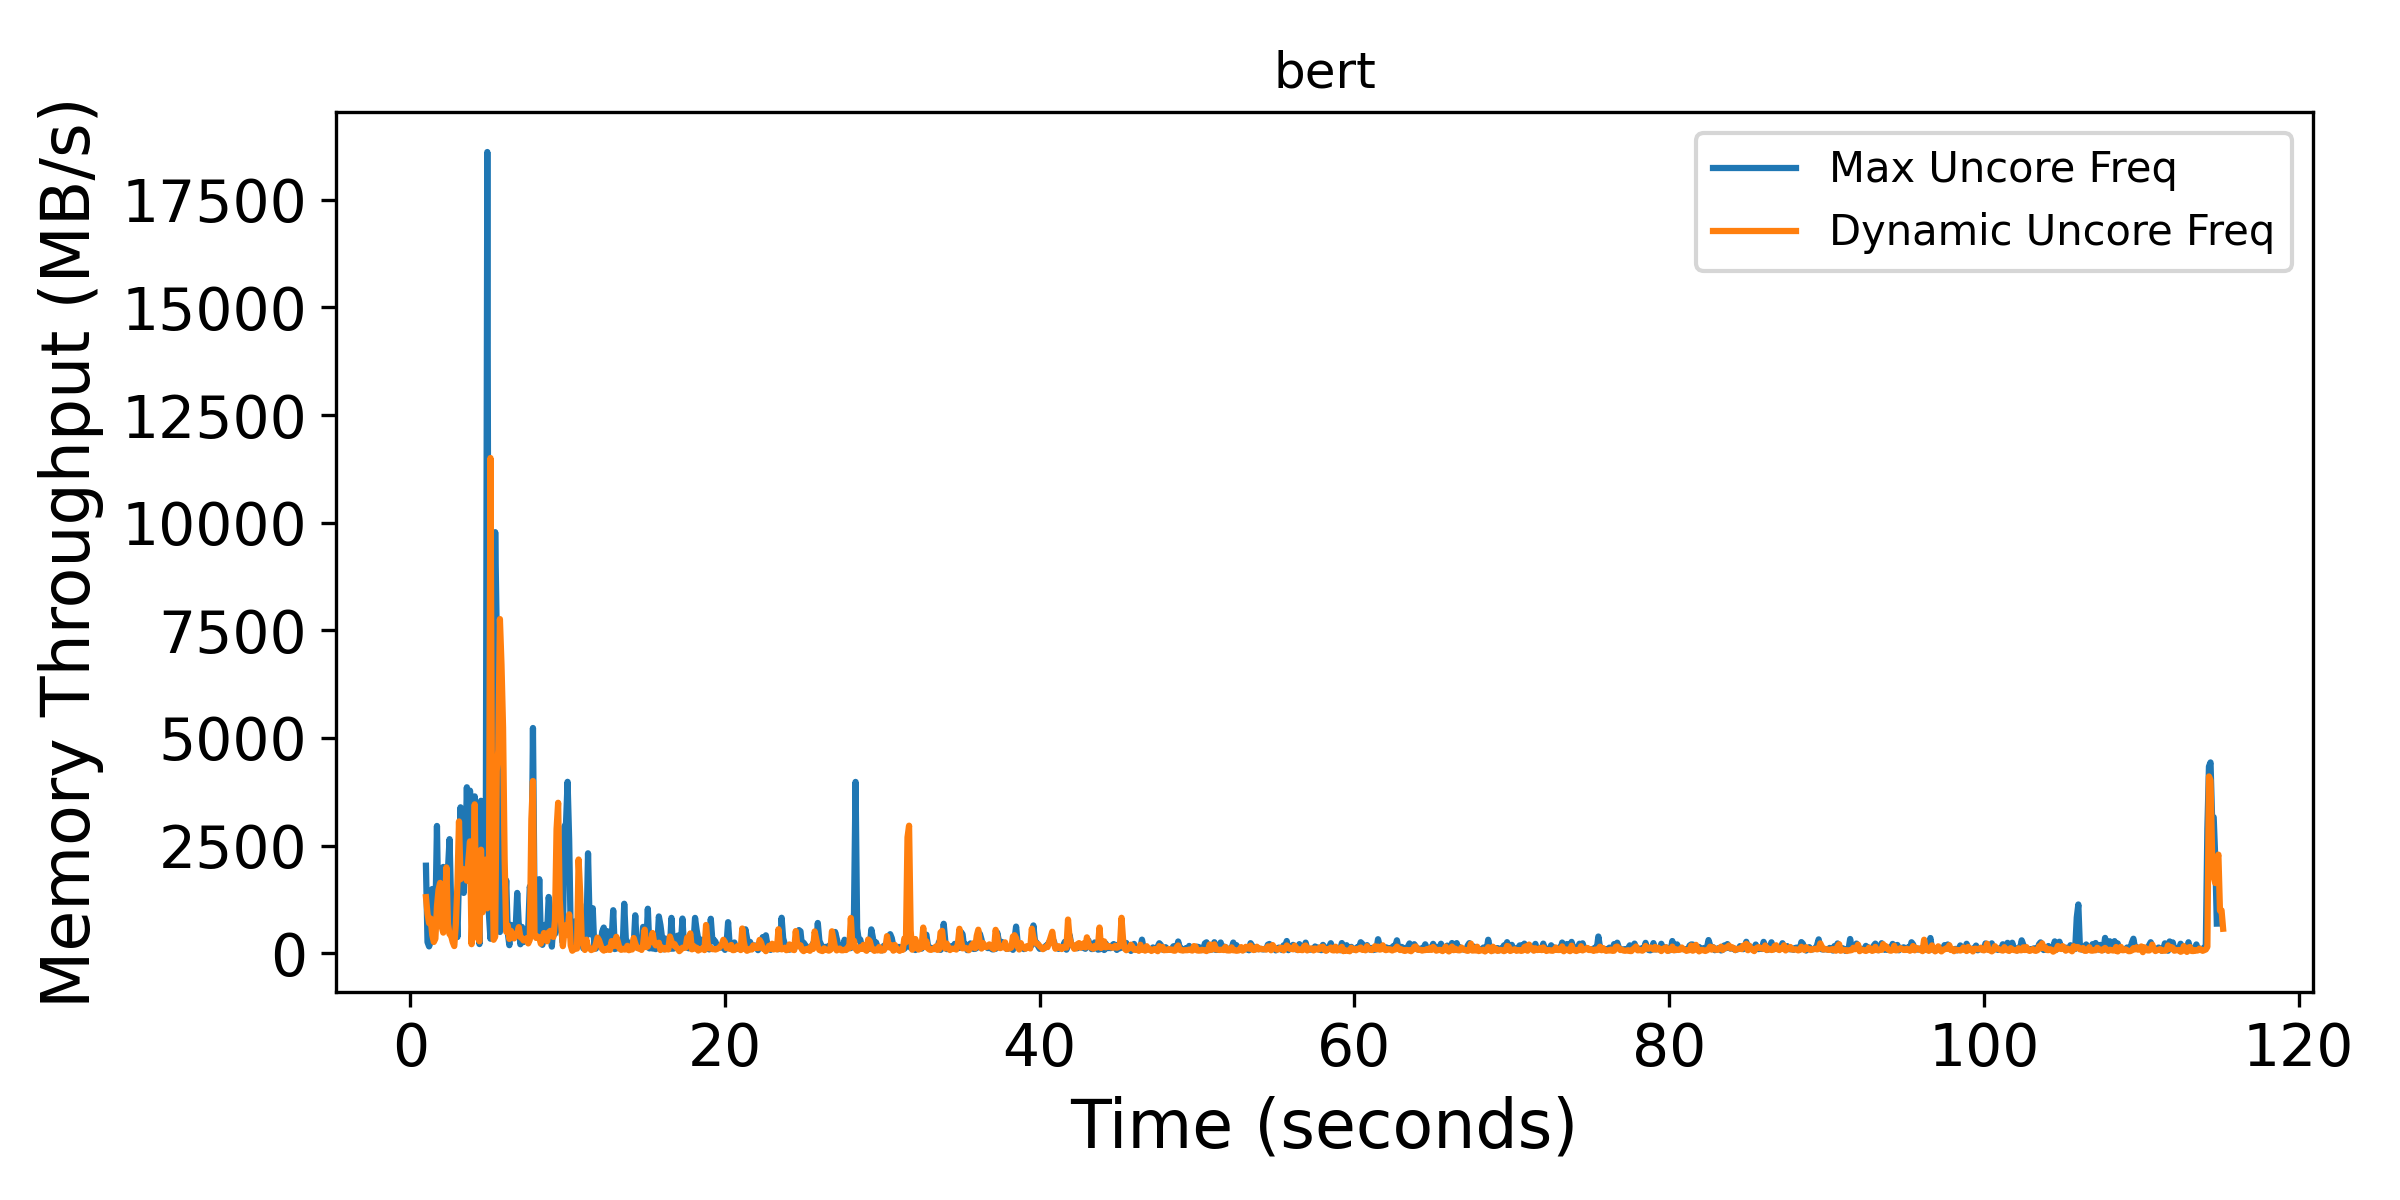 bert
Memory Throughput (MB/s)
17500
15000
12500
10000
7500
5000
2500
0
Max Uncore Freq
Dynamic Uncore Freq
0 20 40 60 80 100 120
Time (seconds)